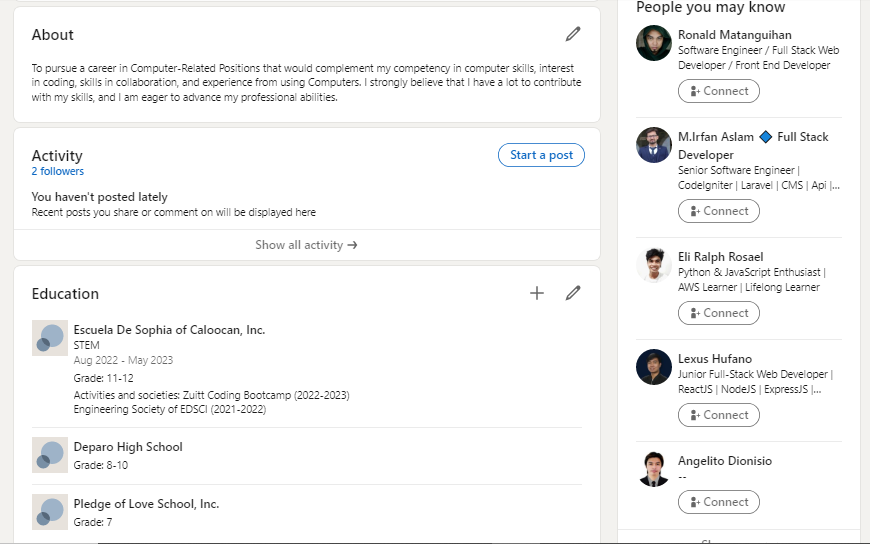 About
To pursue a career in Computer-Related Positions that would complement my competency in computer skills, interest
in coding, skills in collaboration, and experience from using Computers. I strongly believe that I have a lot to contribute
with my skills, and I am eager to advance my professional abilities.
Activity
2 followers
Start a post
You haven't posted lately
Recent posts you share or comment on will be displayed here
Show all activity →
Education
Escuela De Sophia of Caloocan, Inc.
STEM
Aug 2022 - May 2023
Grade: 11-12
Activities and societies: Zuitt Coding Bootcamp (2022-2023)
Engineering Society of EDSCI (2021-2022)
Deparo High School
Grade: 8-10
Pledge of Love School, Inc.
Grade: 7
People you may know
Ronald Matanguihan
Software Engineer / Full Stack Web
Developer / Front End Developer
Connect
M.Irfan Aslam 🔷 Full Stack
Developer
Senior Software Engineer |
CodeIgniter | Laravel | CMS | Api |...
Connect
Eli Ralph Rosael
Python & JavaScript Enthusiast |
AWS Learner | Lifelong Learner
Connect
Lexus Hufano
Junior Full-Stack Web Developer |
ReactJS | NodeJS | ExpressJS |...
Connect
Angelito Dionisio
--
Connect